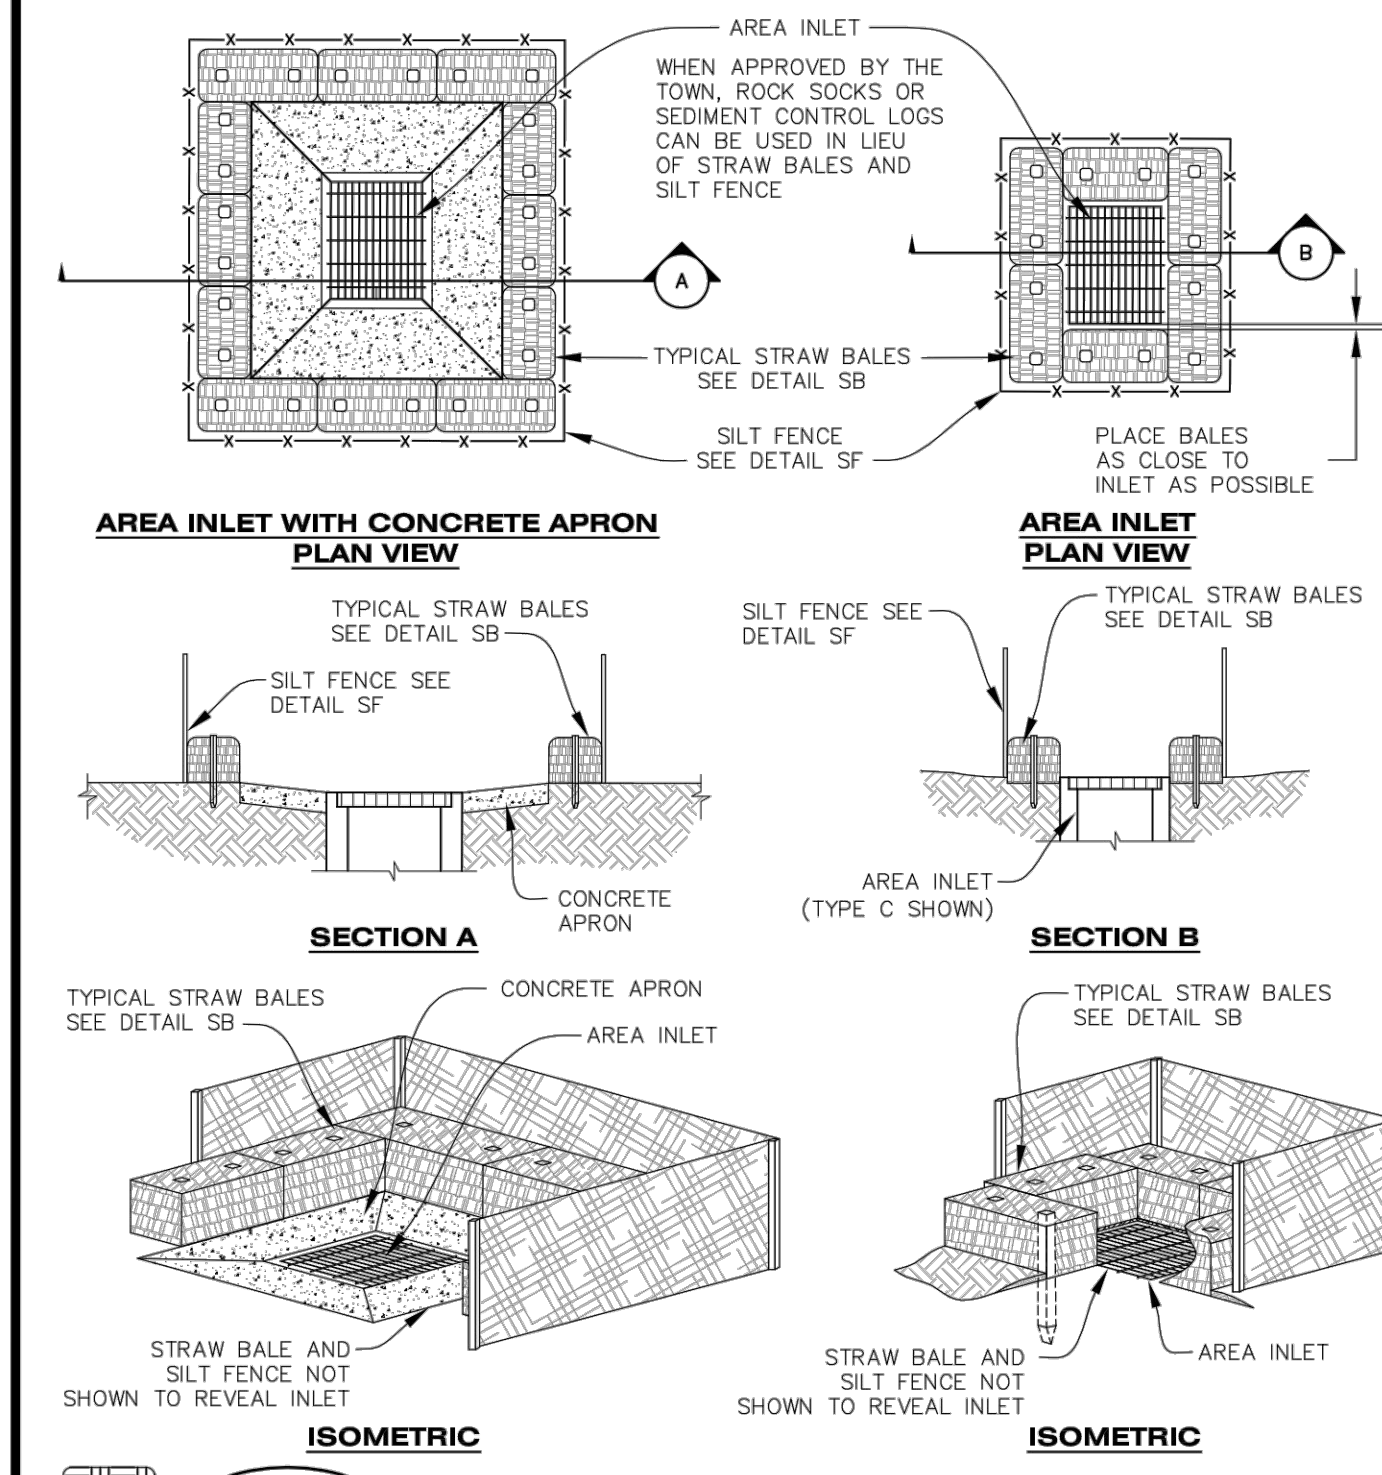 AREA INLET
WHEN APPROVED BY THE
TOWN, ROCK SOCKS OR
SEDIMENT CONTROL LOGS
CAN BE USED IN LIEU
OF STRAW BALES AND
SILT FENCE
A
B
TYPICAL STRAW BALES
SEE DETAIL SB
SILT FENCE
SEE DETAIL SF
PLACE BALES
AS CLOSE TO
INLET AS POSSIBLE
AREA INLET WITH CONCRETE APRON
PLAN VIEW
AREA INLET
PLAN VIEW
TYPICAL STRAW BALES
SEE DETAIL SB
SILT FENCE SEE
DETAIL SF
CONCRETE
APRON
SECTION A
SILT FENCE SEE
DETAIL SF
TYPICAL STRAW BALES
SEE DETAIL SB
AREA INLET
(TYPE C SHOWN)
SECTION B
TYPICAL STRAW BALES
SEE DETAIL SB
CONCRETE APRON
AREA INLET
STRAW BALE AND
SILT FENCE NOT
SHOWN TO REVEAL INLET
ISOMETRIC
TYPICAL STRAW BALES
SEE DETAIL SB
STRAW BALE AND
SILT FENCE NOT
SHOWN TO REVEAL INLET
AREA INLET
ISOMETRIC